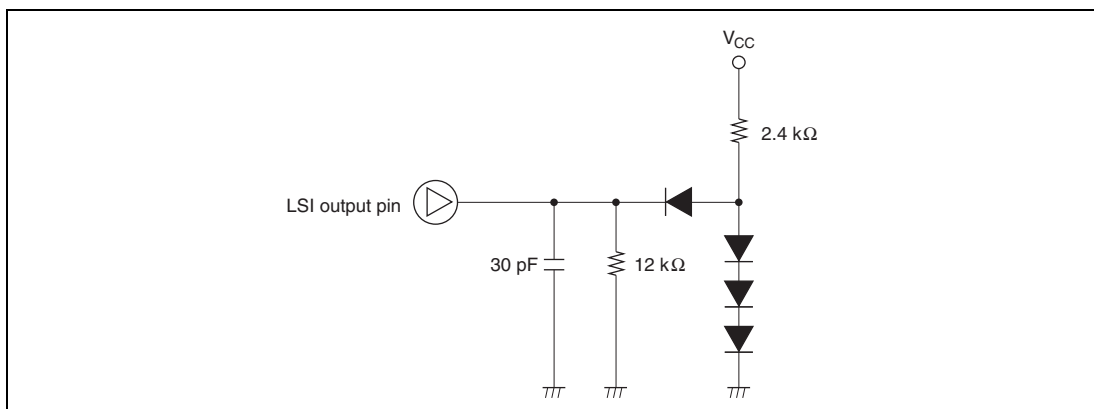 V_CC
2.4 kΩ
LSI output pin
30 pF
12 kΩ